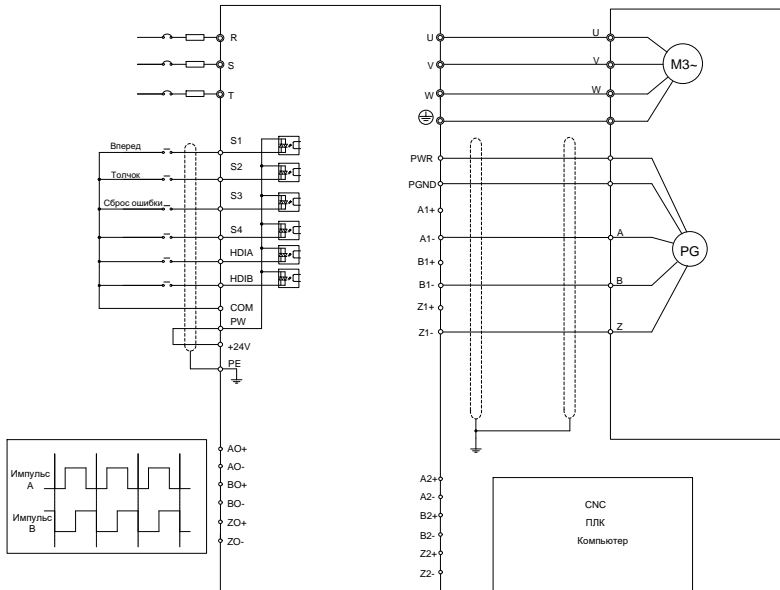 R
S
T
U
V
W
U
V
W
M3~
Вперед
Толчок
Сброс ошибки
S1
S2
S3
S4
HDIA
HDIB
COM
PW
+24V
PE
PWR
PGND
A1+
A1-
B1+
B1-
Z1+
Z1-
A
B
Z
PG
Импульс
A
Импульс
B
AO+
AO-
BO+
BO-
ZO+
ZO-
A2+
A2-
B2+
B2-
Z2+
Z2-
CNC
ПЛК
Компьютер